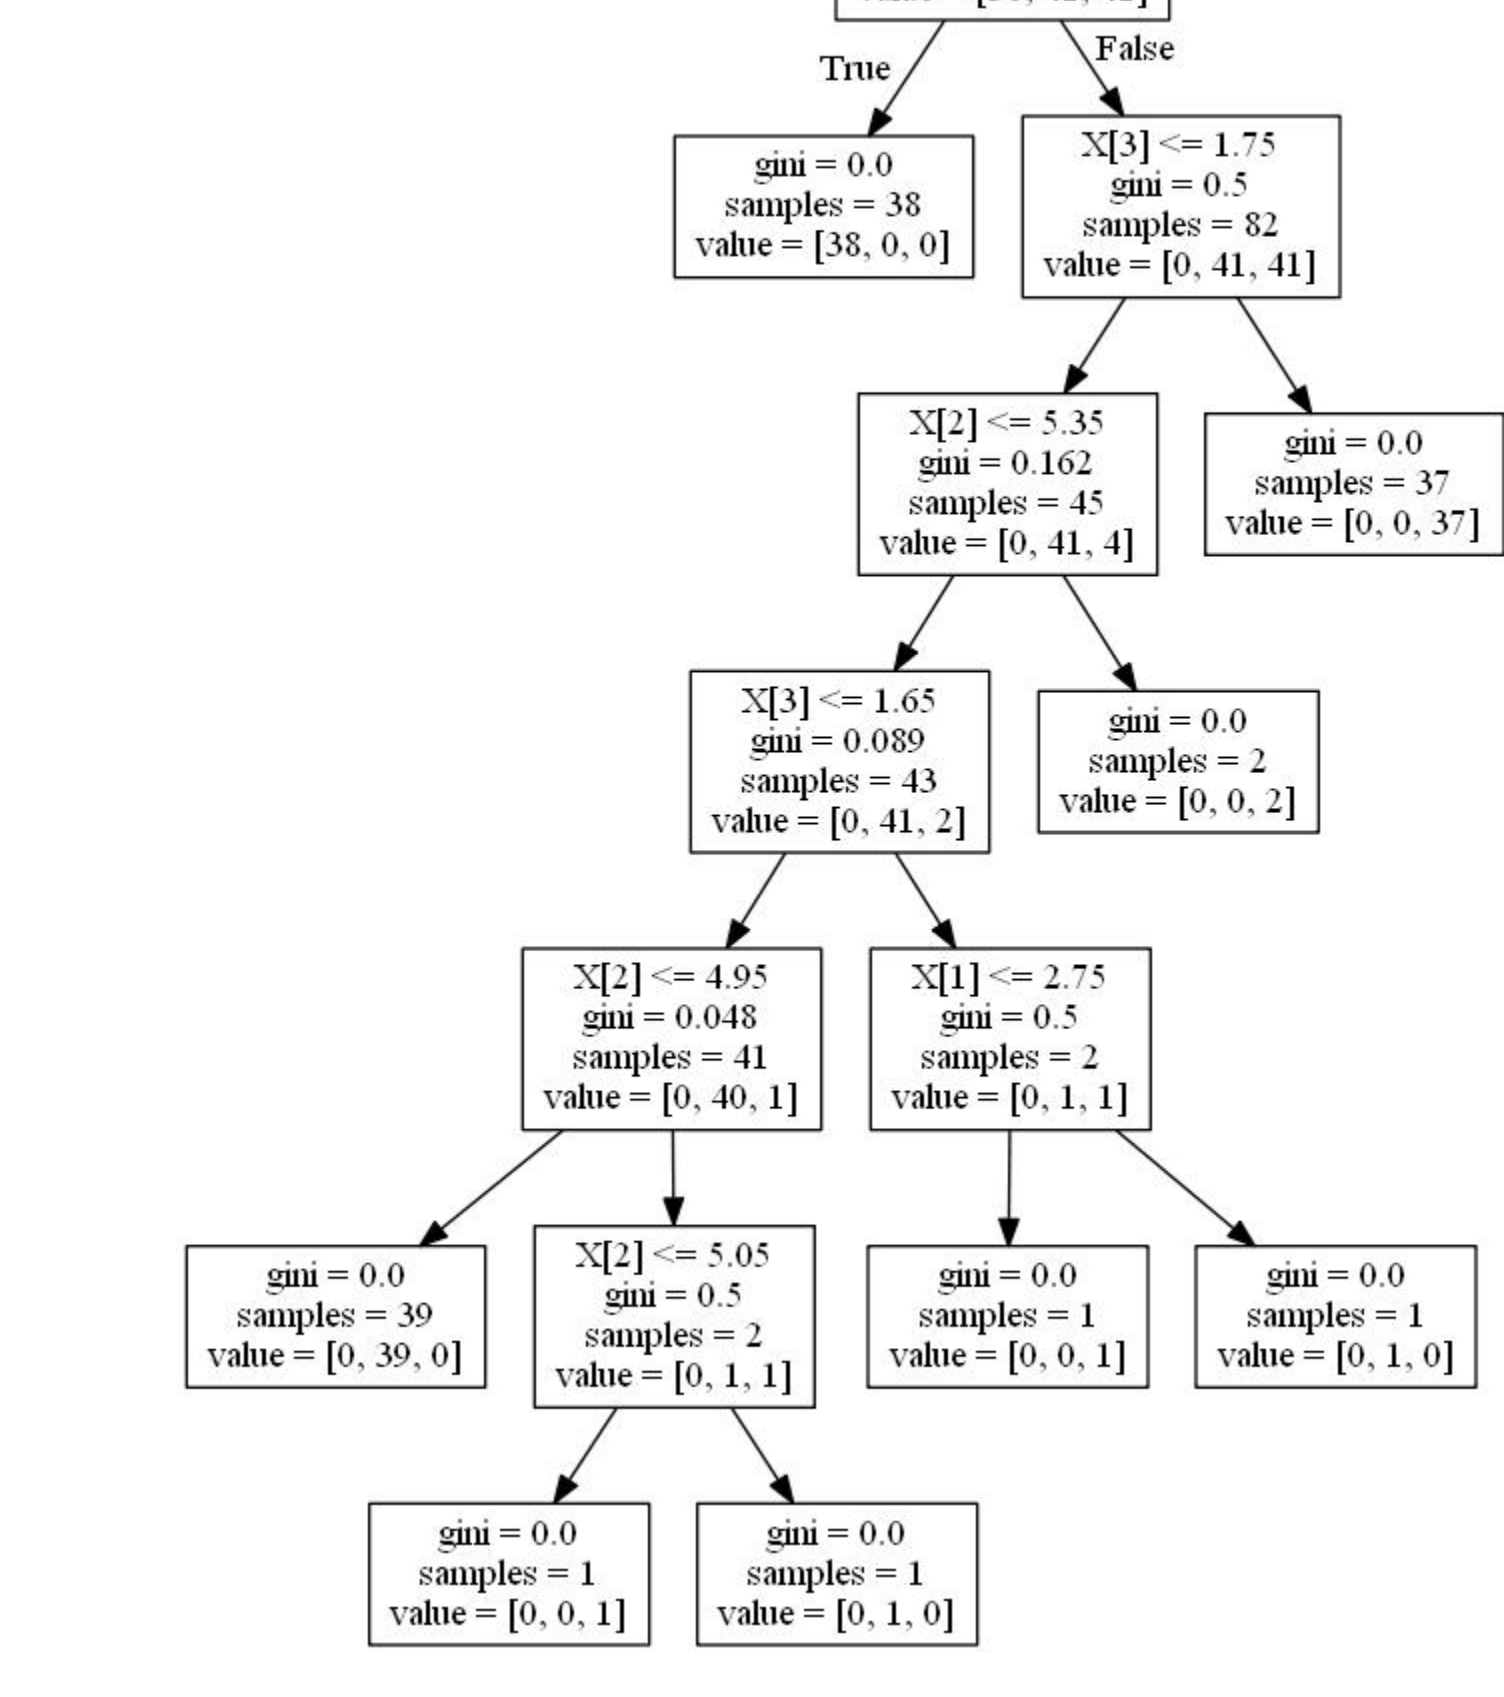 True
False
gini = 0.0
samples = 38
value = [38, 0, 0]
X[3] <= 1.75
gini = 0.5
samples = 82
value = [0, 41, 41]
X[2] <= 5.35
gini = 0.162
samples = 45
value = [0, 41, 4]
gini = 0.0
samples = 37
value = [0, 0, 37]
X[3] <= 1.65
gini = 0.089
samples = 43
value = [0, 41, 2]
gini = 0.0
samples = 2
value = [0, 0, 2]
X[2] <= 4.95
gini = 0.048
samples = 41
value = [0, 40, 1]
X[1] <= 2.75
gini = 0.5
samples = 2
value = [0, 1, 1]
gini = 0.0
samples = 39
value = [0, 39, 0]
X[2] <= 5.05
gini = 0.5
samples = 2
value = [0, 1, 1]
gini = 0.0
samples = 1
value = [0, 0, 1]
gini = 0.0
samples = 1
value = [0, 1, 0]
gini = 0.0
samples = 1
value = [0, 0, 1]
gini = 0.0
samples = 1
value = [0, 1, 0]